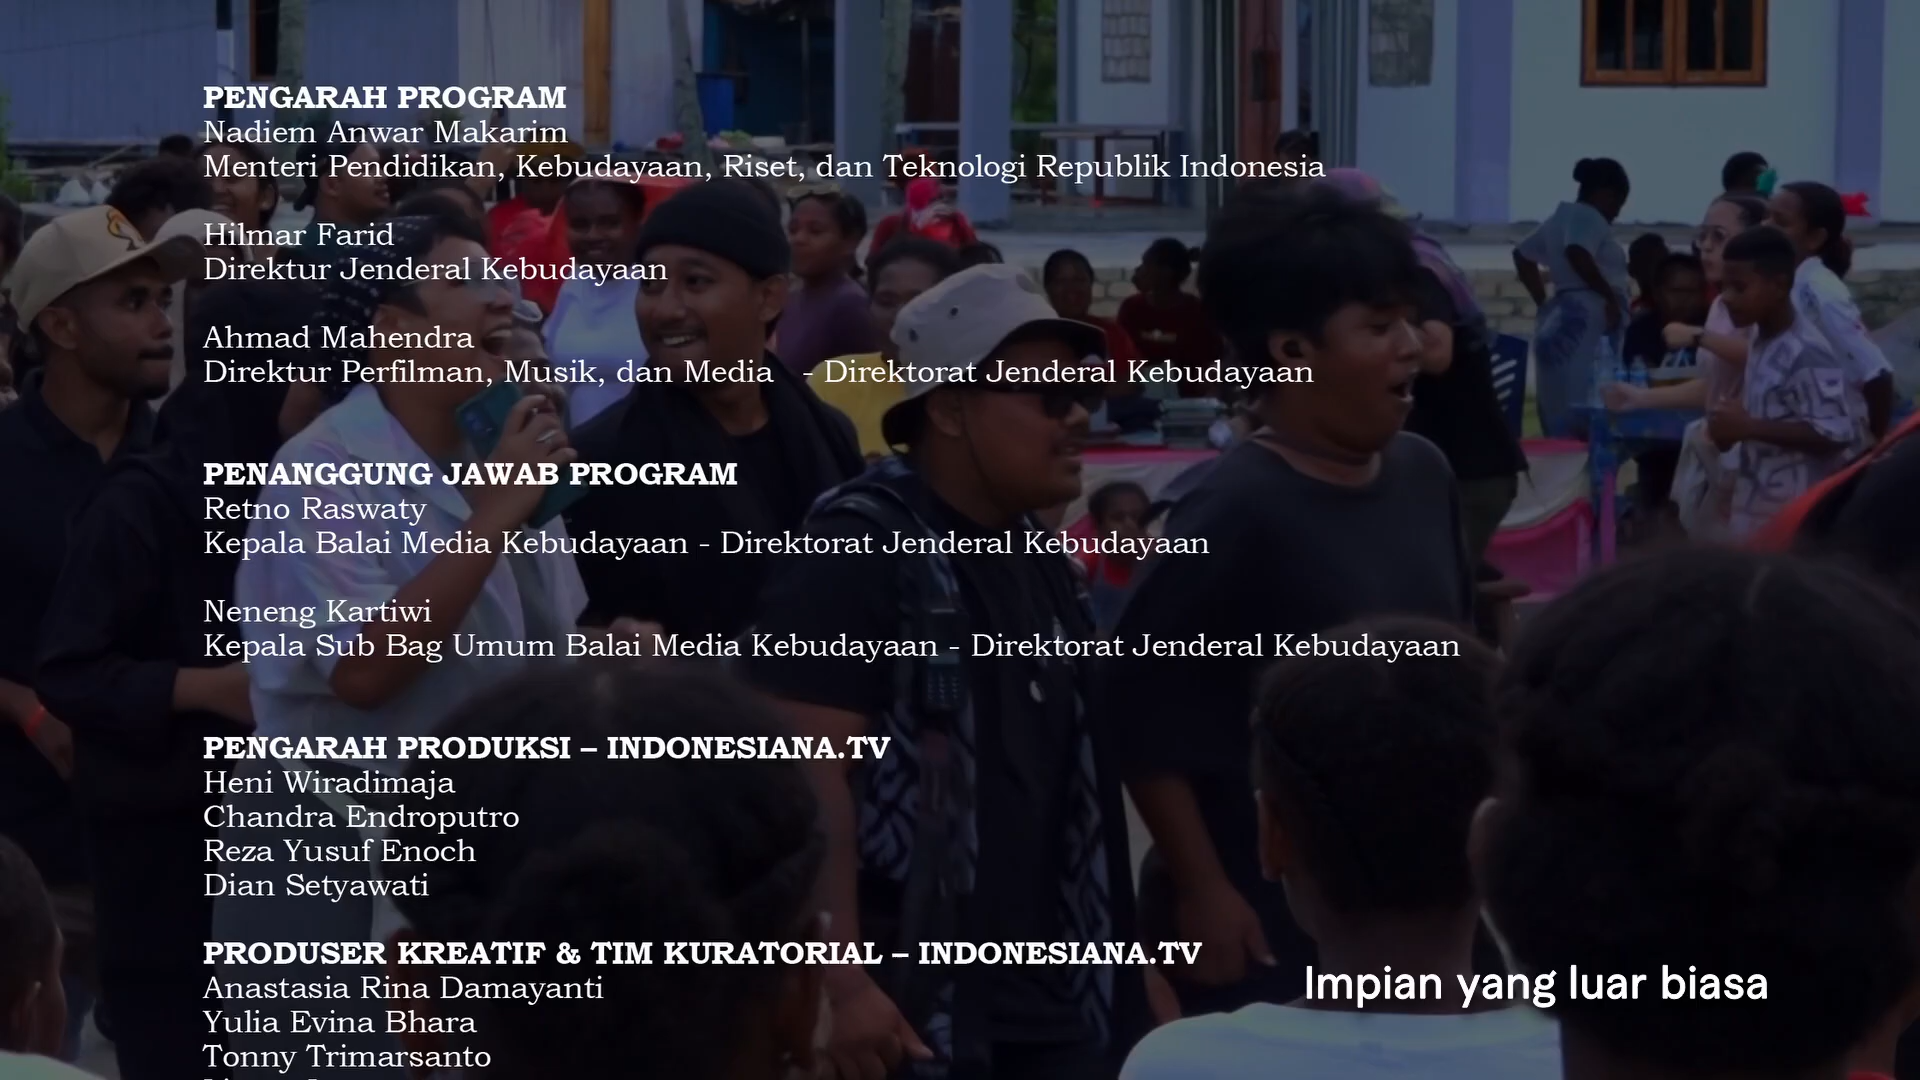 PENGARAH PROGRAM
Nadiem Anwar Makarim
Menteri Pendidikan, Kebudayaan, Riset, dan Teknologi Republik Indonesia
Hilmar Farid
Direktur Jenderal Kebudayaan
Ahmad Mahendra
Direktur Perfilman, Musik, dan Media - Direktorat Jenderal Kebudayaan
PENANGGUNG JAWAB PROGRAM
Retno Raswaty
Kepala Balai Media Kebudayaan - Direktorat Jenderal Kebudayaan
Neneng Kartiwi
Kepala Sub Bag Umum Balai Media Kebudayaan - Direktorat Jenderal Kebudayaan
PENGARAH PRODUKSI – INDONESIANA.TV
Heni Wiradimaja
Chandra Endroputro
Reza Yusuf Enoch
Dian Setyawati
PRODUSER KREATIF & TIM KURATORIAL – INDONESIANA.TV
Anastasia Rina Damayanti
Yulia Evina Bhara
Tonny Trimarsanto
Impian yang luar biasa